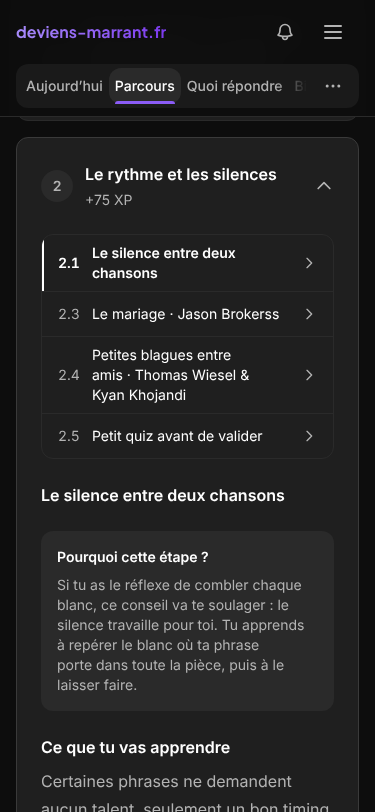 deviens-marrant.fr
Aujourd'hui Parcours Quoi répondre
2 Le rythme et les silences
+75 XP
2.1 Le silence entre deux
chansons
2.3 Le mariage · Jason Brokerss
2.4 Petites blagues entre
amis · Thomas Wiesel &
Kyan Khojandi
2.5 Petit quiz avant de valider
Le silence entre deux chansons
Pourquoi cette étape ?
Si tu as le réflexe de combler chaque
blanc, ce conseil va te soulager : le
silence travaille pour toi. Tu apprends
à repérer le blanc où ta phrase
porte dans toute la pièce, puis à le
laisser faire.
Ce que tu vas apprendre
Certaines phrases ne demandent
aucun talent, seulement un bon timing